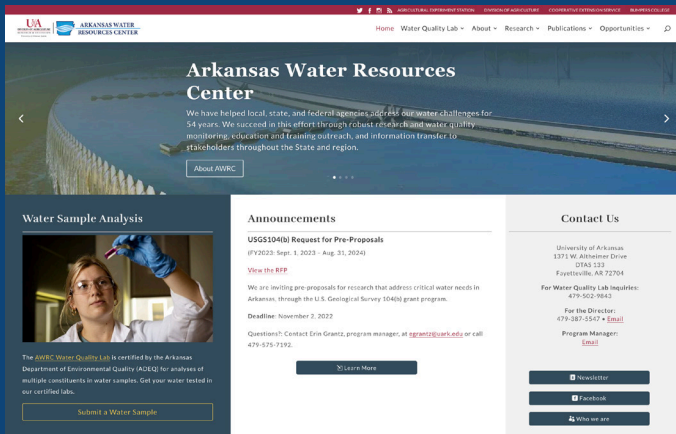 AGRICULTURAL EXPERIMENT STATION DIVISION OF AGRICULTURE COOPERATIVE EXTENSION SERVICE BUMPERS COLLEGE
UA
ARKANSAS WATER
RESOURCES CENTER
Home Water Quality Lab About Research Publications Opportunities
Arkansas Water Resources
Center
We have helped local, state, and federal agencies address our water challenges for
54 years. We succeed in this effort through robust research and water quality
monitoring, education and training outreach, and information transfer to
stakeholders throughout the State and region.
About AWRC
Water Sample Analysis
The AWRC Water Quality Lab is certified by the Arkansas
Department of Environmental Quality (ADEQ) for analyses of
multiple constituents in water samples. Get your water tested in
our certified labs.
Submit a Water Sample
Announcements
USGS104(b) Request for Pre-Proposals
(FY2023: Sept. 1, 2023 - Aug. 31, 2024)
View the RFP
We are inviting pre-proposals for research that address critical water needs in
Arkansas, through the U.S. Geological Survey 104(b) grant program.
Deadline: November 2, 2022
Questions?: Contact Erin Grantz, program manager, at egrantz@uark.edu or call
479-575-7192.
Learn More
Contact Us
University of Arkansas
1371 W. Altheimer Drive
DTAS 133
Fayetteville, AR 72704
For Water Quality Lab Inquiries:
479-502-9843
For the Director:
479-387-5547 • Email
Program Manager:
Email
Newsletter
Facebook
Who we are